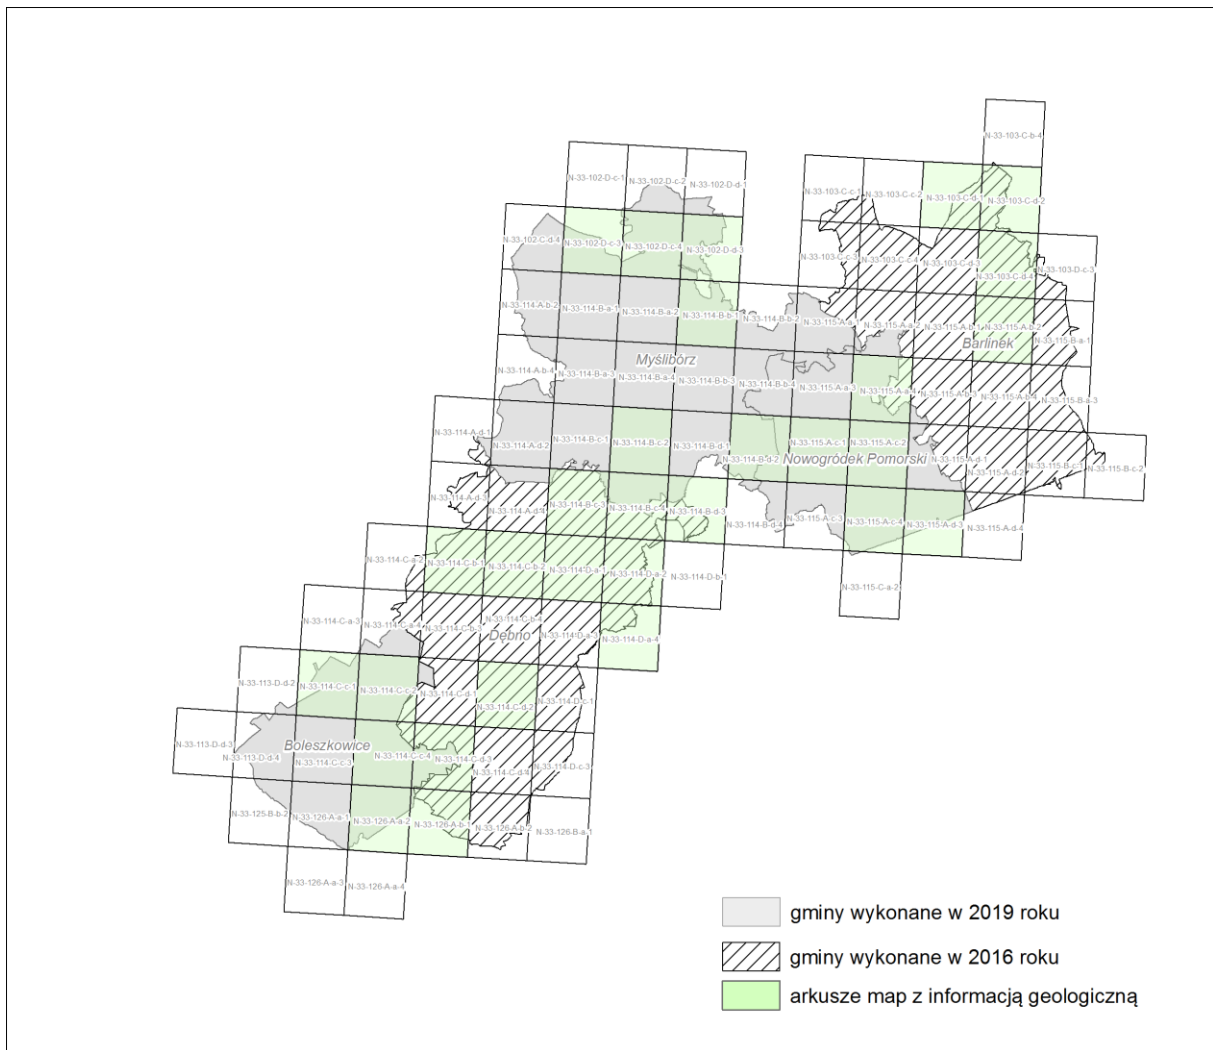 N-33-103-C-b-4
N-33-102-D-c-1
N-33-102-D-c-2
N-33-102-D-d-1
N-33-103-C-c-1
N-33-103-C-c-2
N-33-103-C-d-1
N-33-103-C-d-2
N-33-102-C-d-4
N-33-102-D-c-3
N-33-102-D-c-4
N-33-102-D-d-3
N-33-103-C-c-3
N-33-103-C-c-4
N-33-103-C-d-3
N-33-103-C-d-4
N-33-103-D-c-3
N-33-114-A-b-2
N-33-114-B-a-1
N-33-114-B-a-2
N-33-114-B-b-1
N-33-114-B-b-2
N-33-115-A-a-1
N-33-115-A-a-2
N-33-115-A-b-1
N-33-115-A-b-2
N-33-115-B-a-1
Barlinek
Myślibórz
N-33-114-A-b-4
N-33-114-B-a-3
N-33-114-B-a-4
N-33-114-B-b-3
N-33-114-B-b-4
N-33-115-A-a-3
N-33-115-A-a-4
N-33-115-A-b-3
N-33-115-A-b-4
N-33-115-B-a-3
N-33-114-A-d-1
N-33-114-A-d-2
N-33-114-B-c-1
N-33-114-B-c-2
N-33-114-B-d-1
N-33-114-B-d-2
N-33-115-A-c-1
N-33-115-A-c-2
N-33-115-A-d-1
N-33-115-A-d-2
N-33-115-B-c-1
N-33-115-B-c-2
Nowogródek Pomorski
N-33-114-A-d-3
N-33-114-A-d-4
N-33-114-B-c-3
N-33-114-B-c-4
N-33-114-B-d-3
N-33-114-B-d-4
N-33-115-A-c-3
N-33-115-A-c-4
N-33-115-A-d-3
N-33-115-A-d-4
N-33-114-C-a-2
N-33-114-C-b-1
N-33-114-C-b-2
N-33-114-D-a-1
N-33-114-D-a-2
N-33-114-D-b-1
N-33-115-C-a-2
N-33-114-C-a-3
N-33-114-C-a-4
N-33-114-C-b-3
N-33-114-C-b-4
N-33-114-D-a-3
N-33-114-D-a-4
Dębno
N-33-113-D-d-2
N-33-114-C-c-1
N-33-114-C-c-2
N-33-114-C-d-1
N-33-114-C-d-2
N-33-114-D-c-1
N-33-113-D-d-3
N-33-113-D-d-4
Boleszkowice
N-33-114-C-c-3
N-33-114-C-c-4
N-33-114-C-d-3
N-33-114-C-d-4
N-33-114-D-c-3
N-33-125-B-b-2
N-33-126-A-a-1
N-33-126-A-a-2
N-33-126-A-b-1
N-33-126-A-b-2
N-33-126-B-a-1
N-33-126-A-a-3
N-33-126-A-a-4
gminy wykonane w 2019 roku
gminy wykonane w 2016 roku
arkusze map z informacją geologiczną